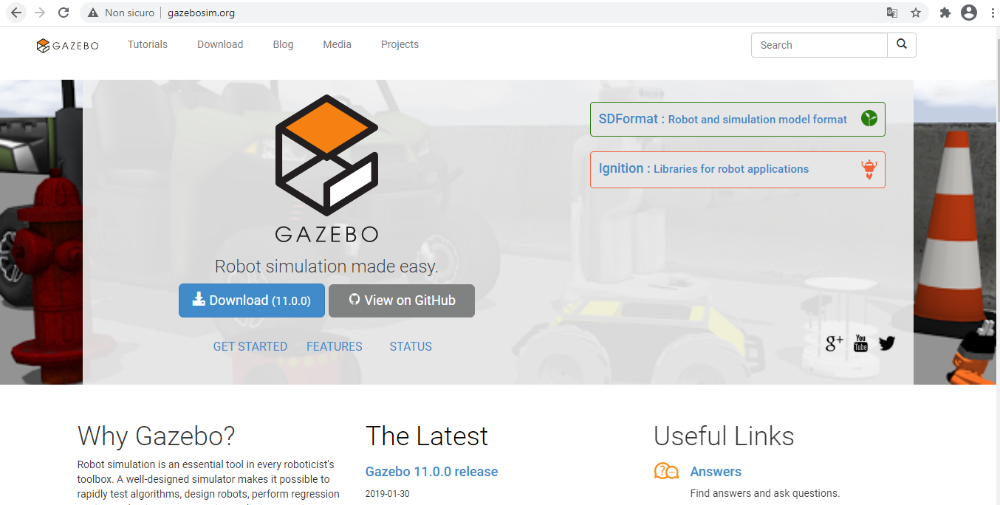 Non sicuro gazebosim.org
GAZEBO Tutorials Download Blog Media Projects Search
GAZEBO
Robot simulation made easy.
Download (11.0.0) View on GitHub
GET STARTED FEATURES STATUS
SDFormat : Robot and simulation model format
Ignition : Libraries for robot applications
g+ You Tube
Why Gazebo?
Robot simulation is an essential tool in every roboticist's
toolbox. A well-designed simulator makes it possible to
rapidly test algorithms, design robots, perform regression
The Latest
Gazebo 11.0.0 release
2019-01-30
Useful Links
Answers
Find answers and ask questions.